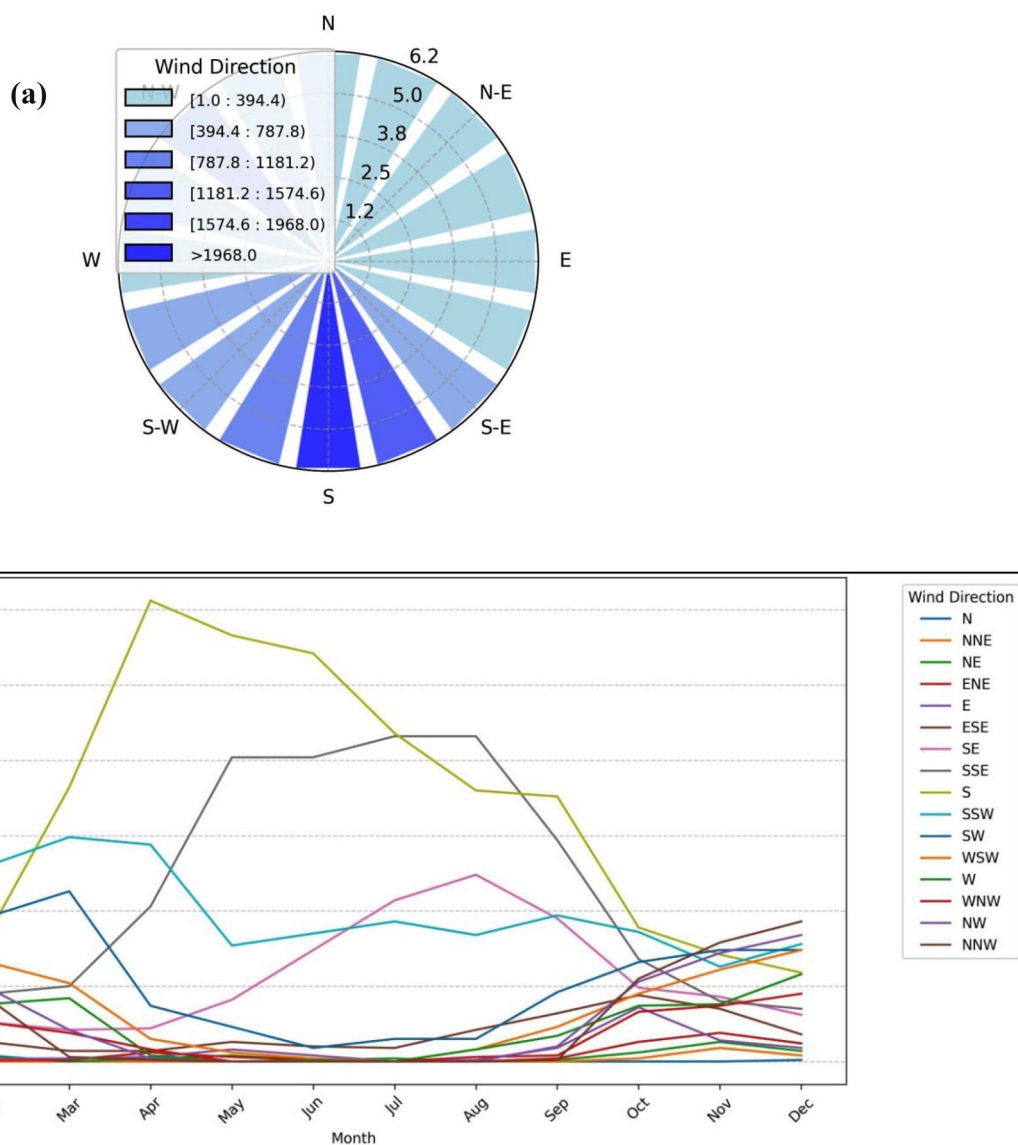 N
(a)
Wind Direction
6.2
N-W
[1.0 : 394.4)
5.0
N-E
[394.4 : 787.8)
3.8
[787.8 : 1181.2)
2.5
[1181.2 : 1574.6)
1.2
[1574.6 : 1968.0)
>1968.0
W
E
S-W
S-E
S
Wind Direction
N
NNE
NE
ENE
E
ESE
SE
SSE
S
SSW
SW
WSW
W
WNW
NW
NNW
Mar Apr May Jun Jul Aug Sep Oct Nov Dec
Month